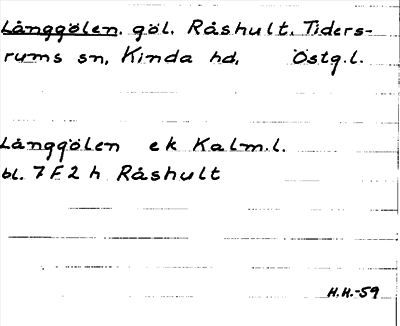 Långgölen. göl. Råshult. Tiders-
rums sn, Kinda hd, Östg.l.
Långgölen ek Kalm.l.
bl. 7F2h Råshult
H.H.-59